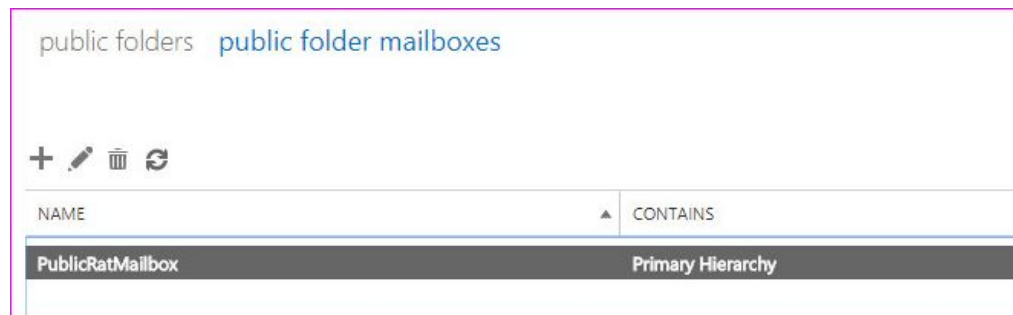 public folders public folder mailboxes
NAME CONTAINS
PublicRatMailbox Primary Hierarchy